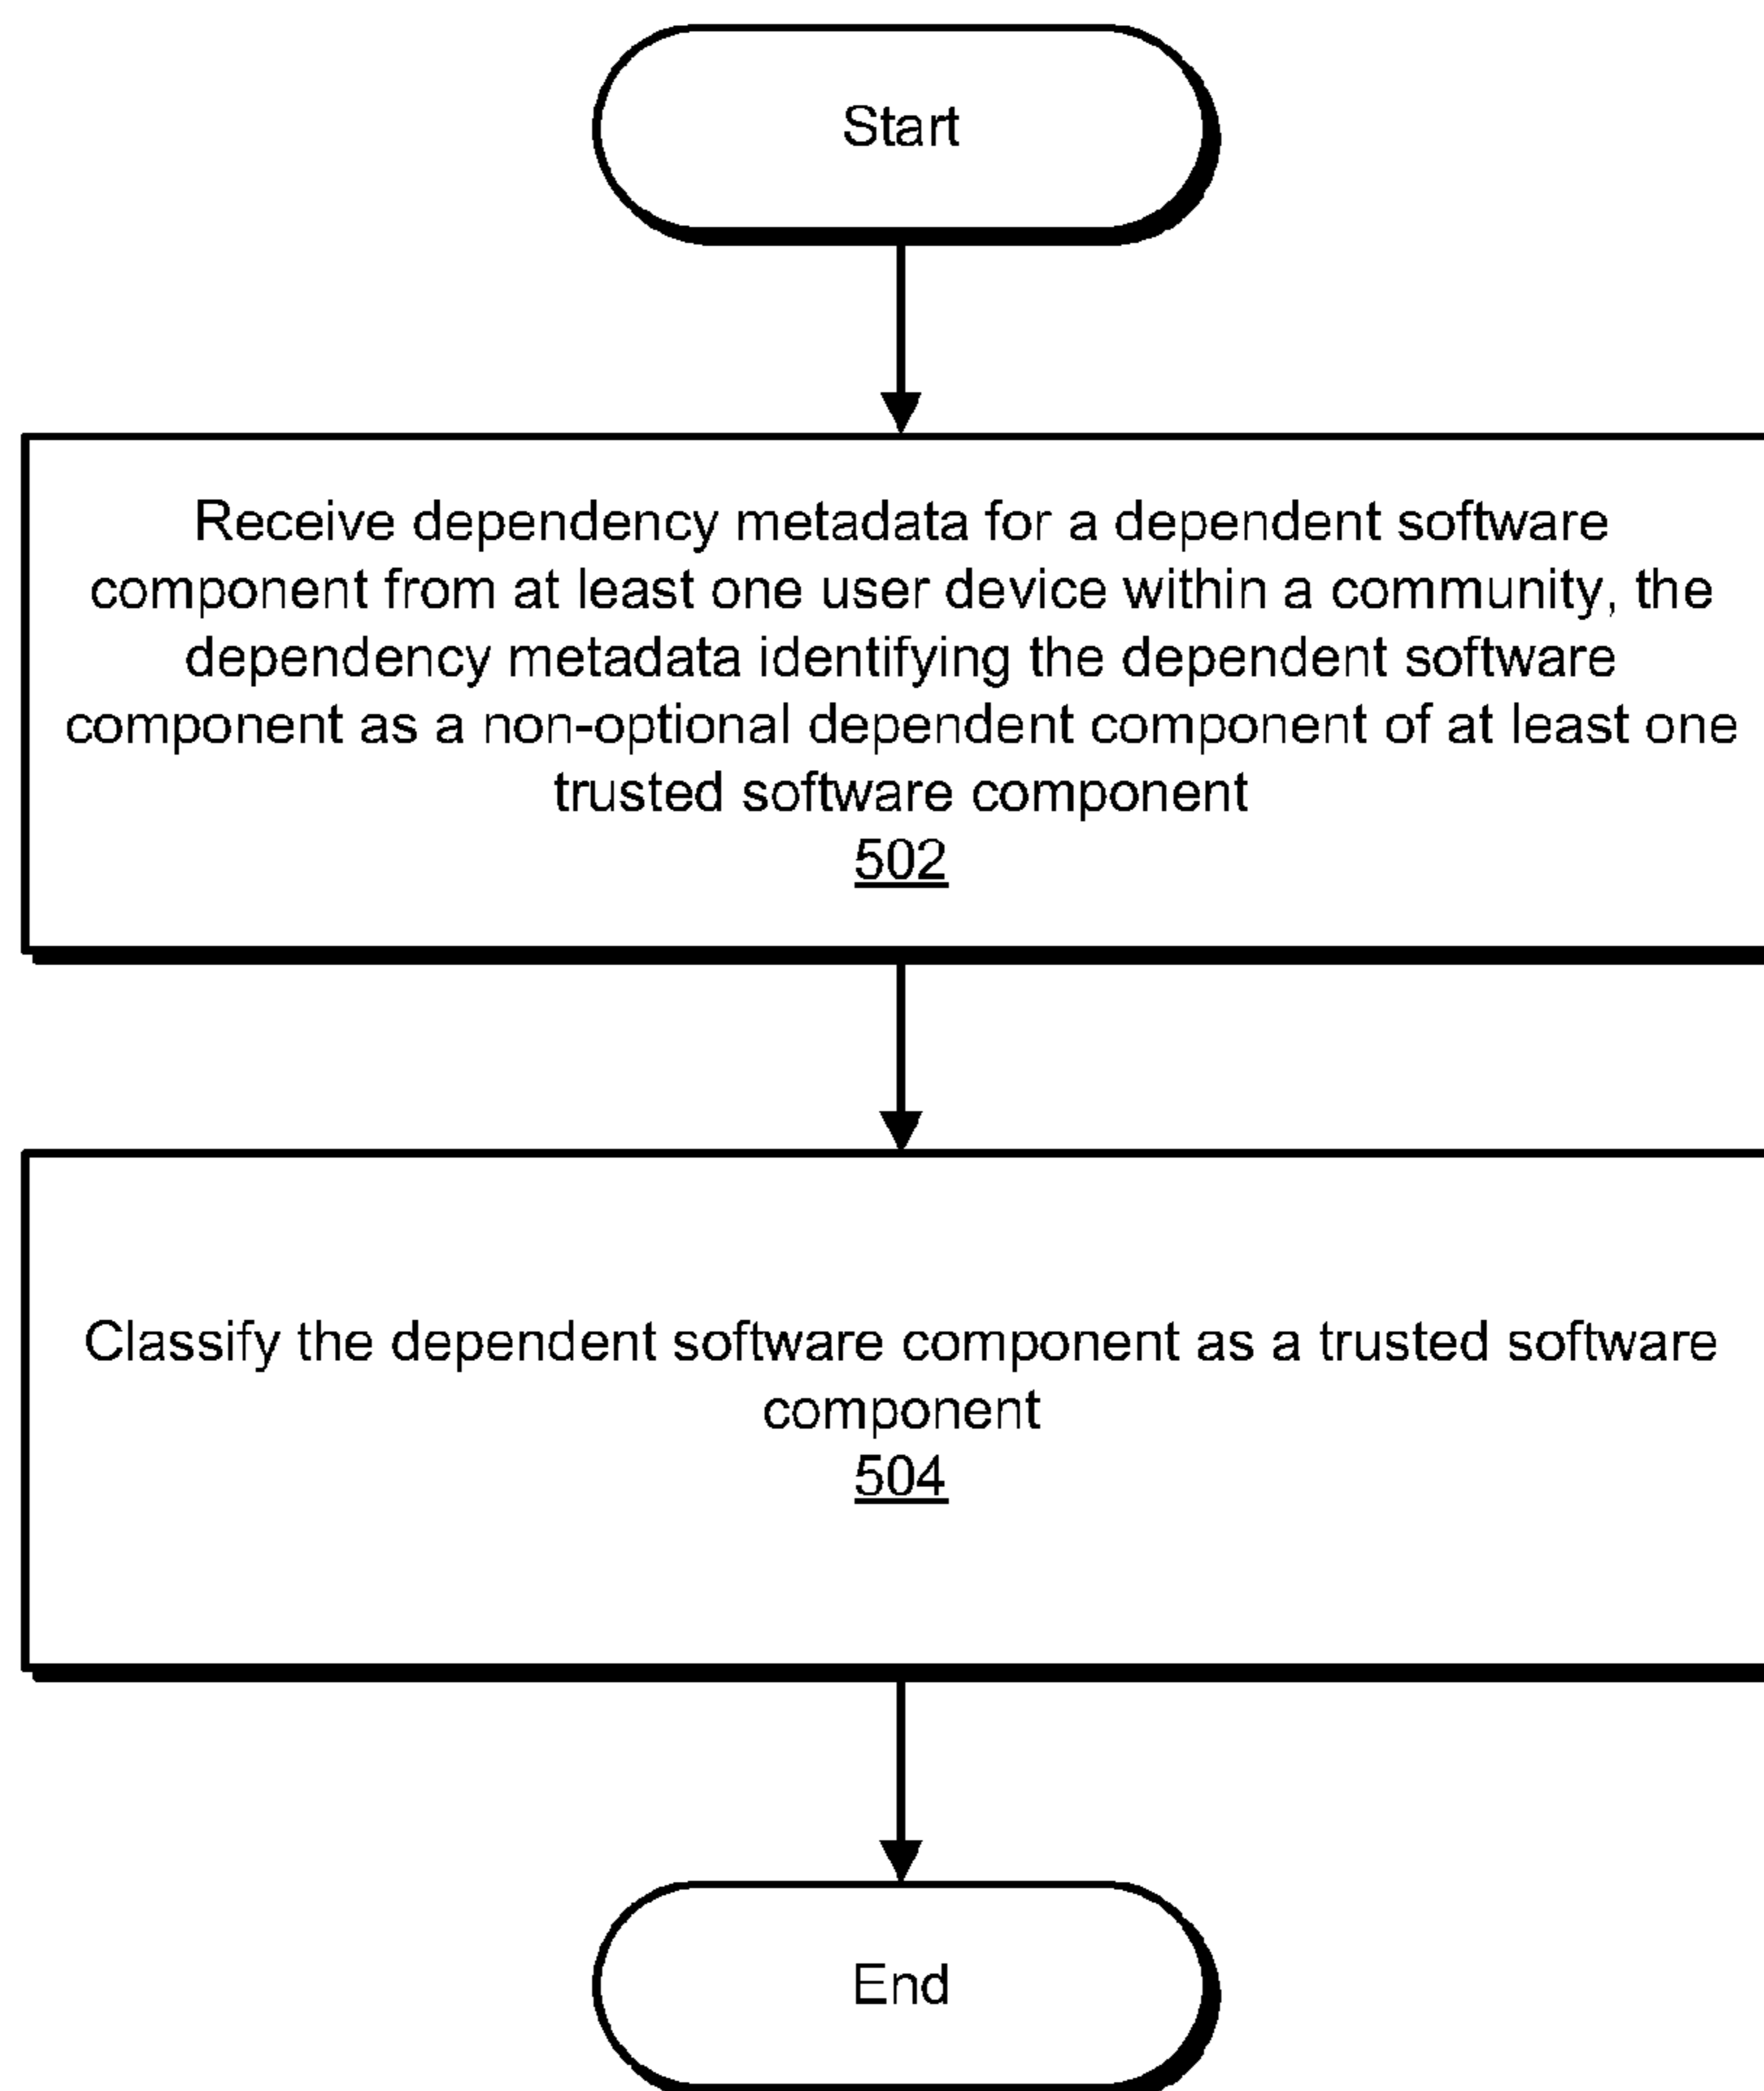 Start
Receive dependency metadata for a dependent software
component from at least one user device within a community, the
dependency metadata identifying the dependent software
component as a non-optional dependent component of at least one
trusted software component
502
Classify the dependent software component as a trusted software
component
504
End